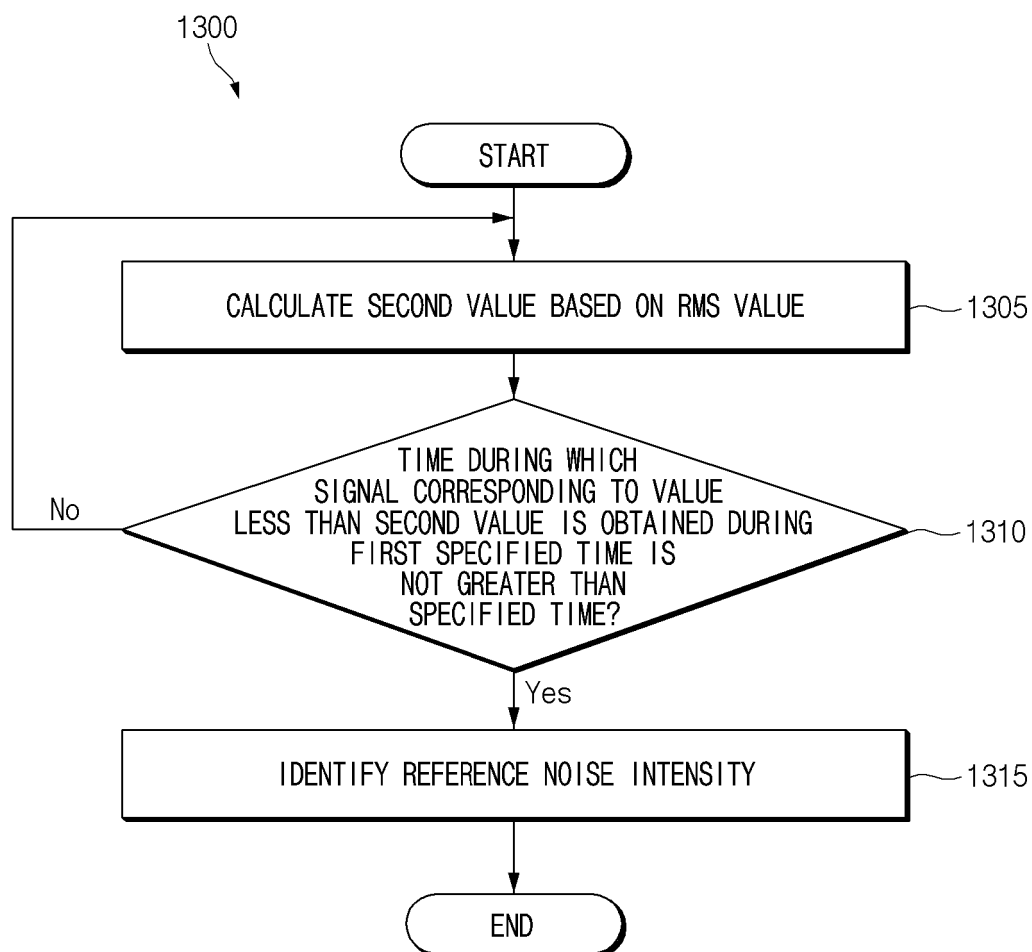 1300
START
CALCULATE SECOND VALUE BASED ON RMS VALUE
1305
TIME DURING WHICH
SIGNAL CORRESPONDING TO VALUE
LESS THAN SECOND VALUE IS OBTAINED DURING
FIRST SPECIFIED TIME IS
NOT GREATER THAN
SPECIFIED TIME?
No
1310
Yes
IDENTIFY REFERENCE NOISE INTENSITY
1315
END